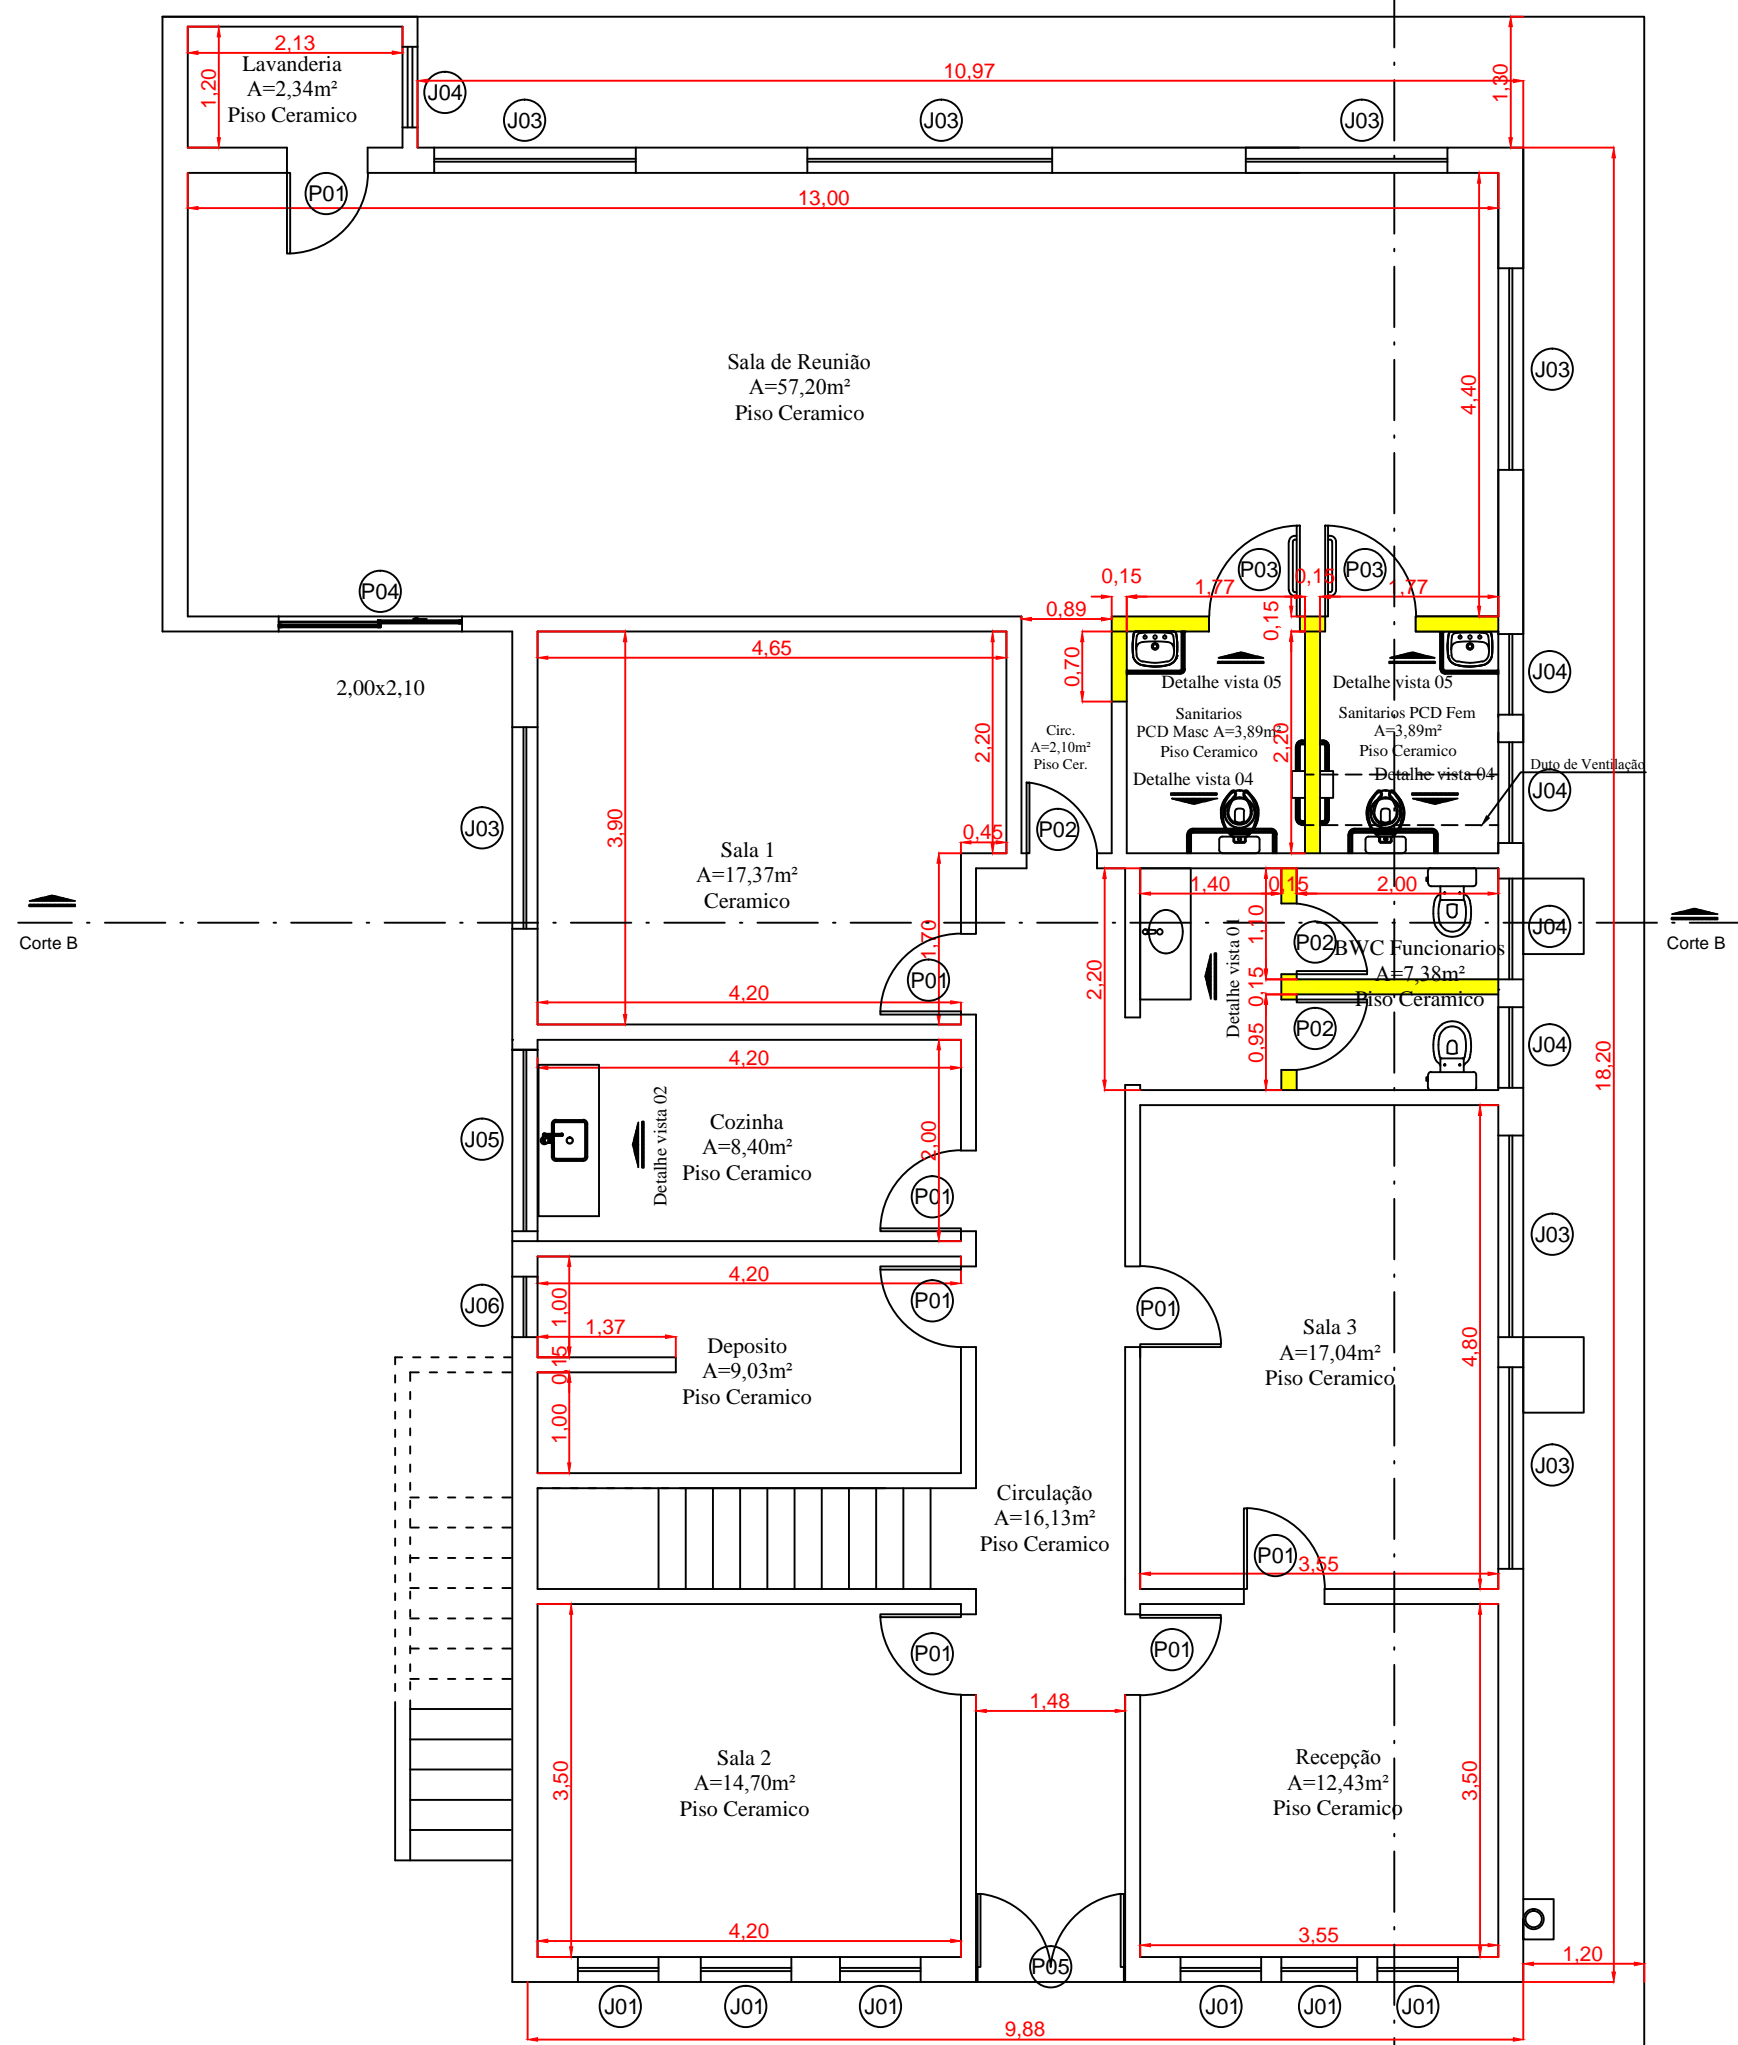 2,13
Lavanderia
A=2,34m²
Piso Ceramico
1,20
J04
10,97
1,30
J03
J03
J03
P01
13,00
Sala de Reunião
A=57,20m²
Piso Ceramico
4,40
J03
P04
2,00x2,10
P03
P03
0,15
1,77
0,15
1,77
0,89
0,15
4,65
0,70
2,20
3,90
2,20
Detalhe vista 05
Detalhe vista 05
J04
Sanitarios
PCD Masc A=3,89m²
Piso Ceramico
Sanitarios PCD Fem
A=3,89m²
Piso Ceramico
Circ.
A=2,10m²
Piso Cer.
Detalhe vista 04
Detalhe vista 04
Duto de Ventilação
J04
J03
P02
0,45
Sala 1
A=17,37m²
Ceramico
1,70
P01
4,20
1,40
0,15
2,00
1,10
2,20
Detalhe vista 01
P02
BWC Funcionarios
A=7,38m²
Piso Ceramico
0,15
0,95
P02
J04
J04
Corte B
Corte B
18,20
4,20
J05
Detalhe vista 02
Cozinha
A=8,40m²
Piso Ceramico
2,00
P01
J03
4,20
J06
1,00
1,37
0,15
1,00
Deposito
A=9,03m²
Piso Ceramico
P01
P01
Sala 3
A=17,04m²
Piso Ceramico
4,80
J03
Circulação
A=16,13m²
Piso Ceramico
P01
3,55
P01
P01
1,48
3,50
Sala 2
A=14,70m²
Piso Ceramico
Recepção
A=12,43m²
Piso Ceramico
3,50
4,20
3,55
P05
1,20
J01
J01
J01
J01
J01
J01
9,88